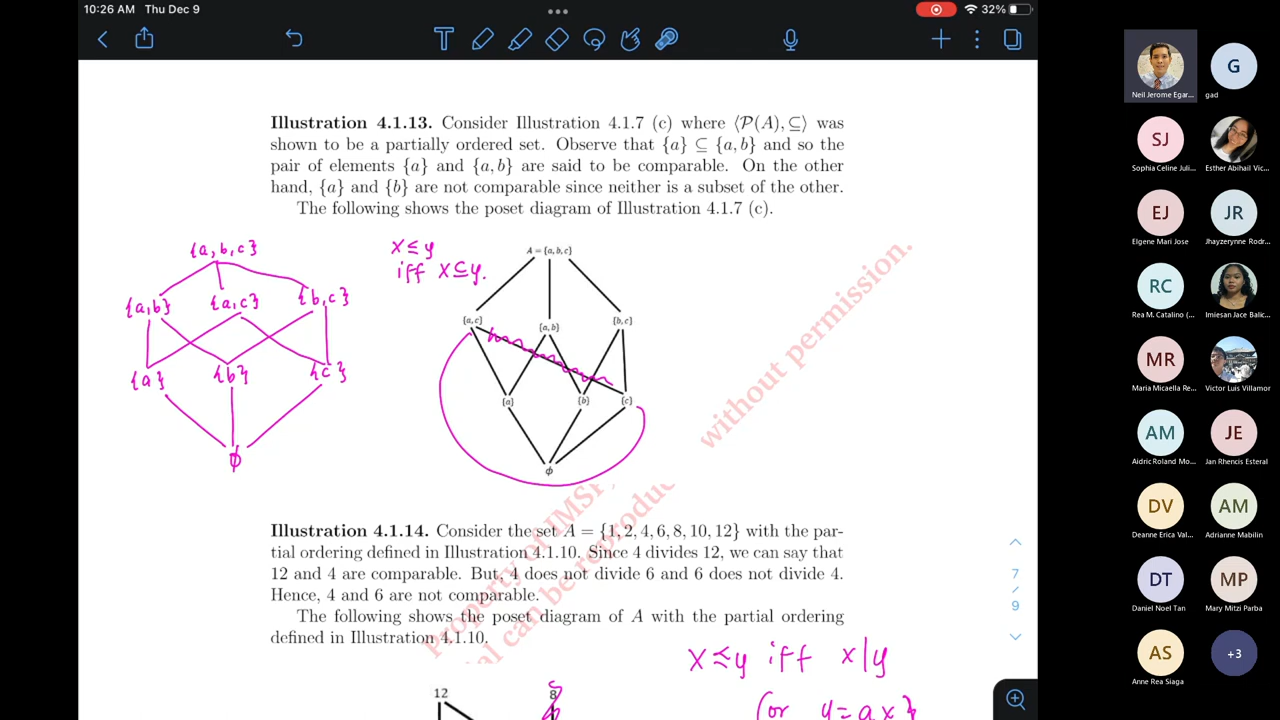 10:26 AM Thu Dec 9
32%
Illustration 4.1.13. Consider Illustration 4.1.7 (c) where ⟨P(A), ⊆⟩ was
shown to be a partially ordered set. Observe that {a} ⊆ {a, b} and so the
pair of elements {a} and {a, b} are said to be comparable. On the other
hand, {a} and {b} are not comparable since neither is a subset of the other.
The following shows the poset diagram of Illustration 4.1.7 (c).
{a,b,c}
{a,b} {a,c} {b,c}
{a} {b} {c}
ϕ
x ≤ y
iff x ⊆ y.
A = {a, b, c}
{a, c} {a, b} {b, c}
{a} {b} {c}
ϕ
without permission.
Property of IMSP,
ial can be reproduc
Illustration 4.1.14. Consider the set A = {1, 2, 4, 6, 8, 10, 12} with the par-
tial ordering defined in Illustration 4.1.10. Since 4 divides 12, we can say that
12 and 4 are comparable. But, 4 does not divide 6 and 6 does not divide 4.
Hence, 4 and 6 are not comparable.
The following shows the poset diagram of A with the partial ordering
defined in Illustration 4.1.10.
x ≼ y iff x|y
(or y = ax}
12 8
7
/
9
Neil Jerome Egar...
G
gad
SJ
Sophia Celine Juli...
Esther Abihail Vic...
EJ
Elgene Mari Jose
JR
Jhayzerynne Rodr...
RC
Rea M. Catalino (...
Imiesan Jace Balic...
MR
Maria Micaella Re...
Victor Luis Villamor
AM
Aidric Roland Mo...
JE
Jan Rhencis Esteral
DV
Deanne Erica Val...
AM
Adrianne Mabilin
DT
Daniel Noel Tan
MP
Mary Mitzi Parba
AS
Anne Rea Siaga
+3